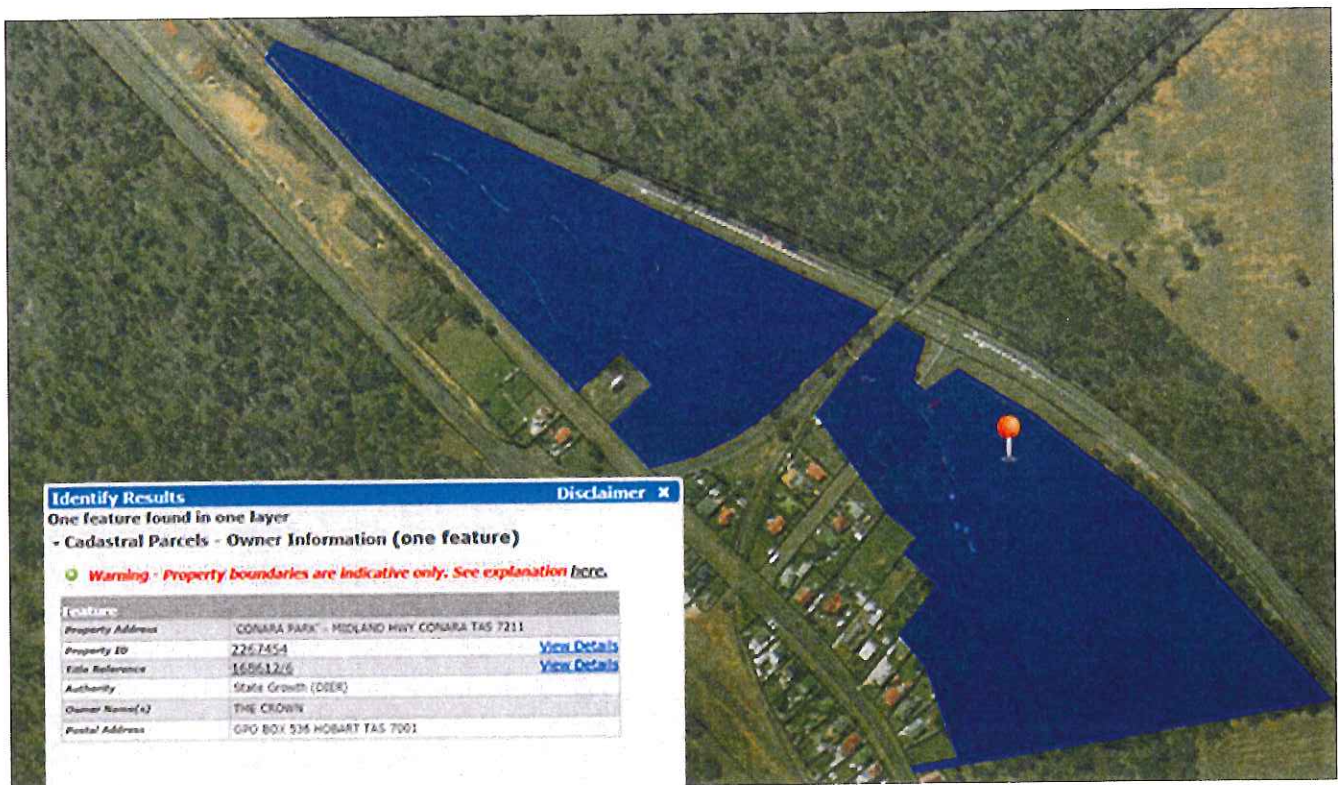 Identify Results Disclaimer ×
One feature found in one layer
- Cadastral Parcels - Owner Information (one feature)
Warning - Property boundaries are indicative only. See explanation here.
Feature
Property Address 'CONARA PARK' - MIDLAND HWY CONARA TAS 7211
Property ID 2267454 View Details
Title Reference 168612/6 View Details
Authority State Growth (DIER)
Owner Name(s) THE CROWN
Postal Address GPO BOX 536 HOBART TAS 7001